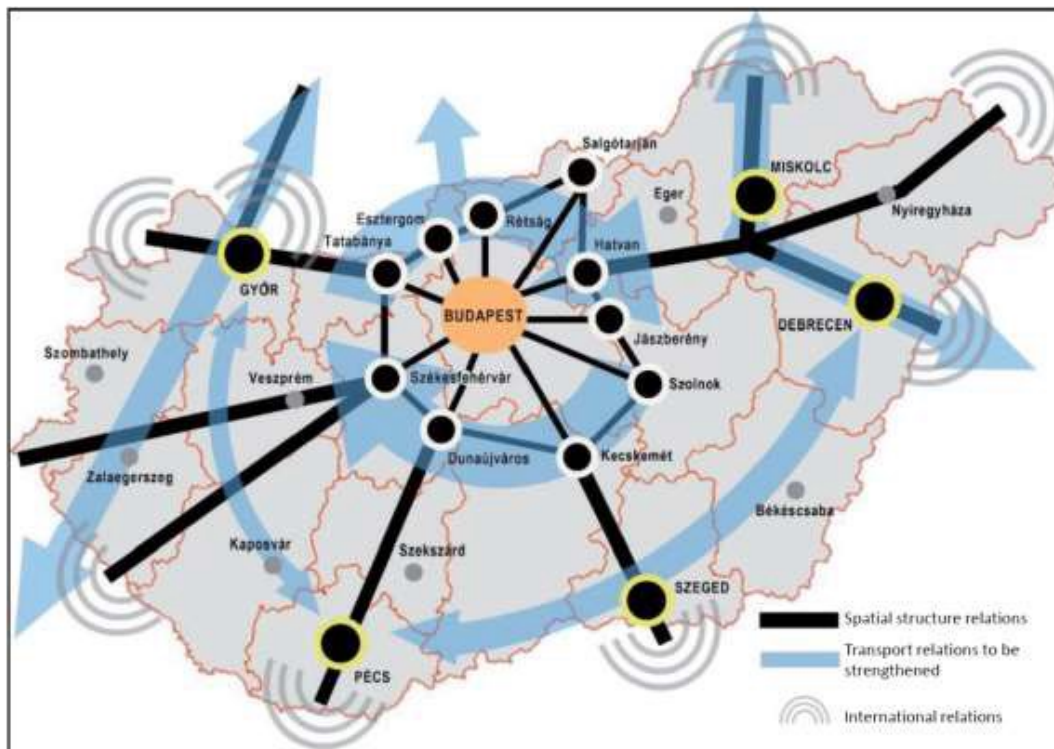 Salgótarján
MISKOLC
Eger
Nyíregyháza
Esztergom
Rétság
Tatabánya
Hatvan
GYŐR
BUDAPEST
DEBRECEN
Jászberény
Szombathely
Veszprém
Székesfehérvár
Szolnok
Zalaegerszeg
Dunaújváros
Kecskemét
Békéscsaba
Kaposvár
Szekszárd
SZEGED
PÉCS
Spatial structure relations
Transport relations to be
strengthened
International relations